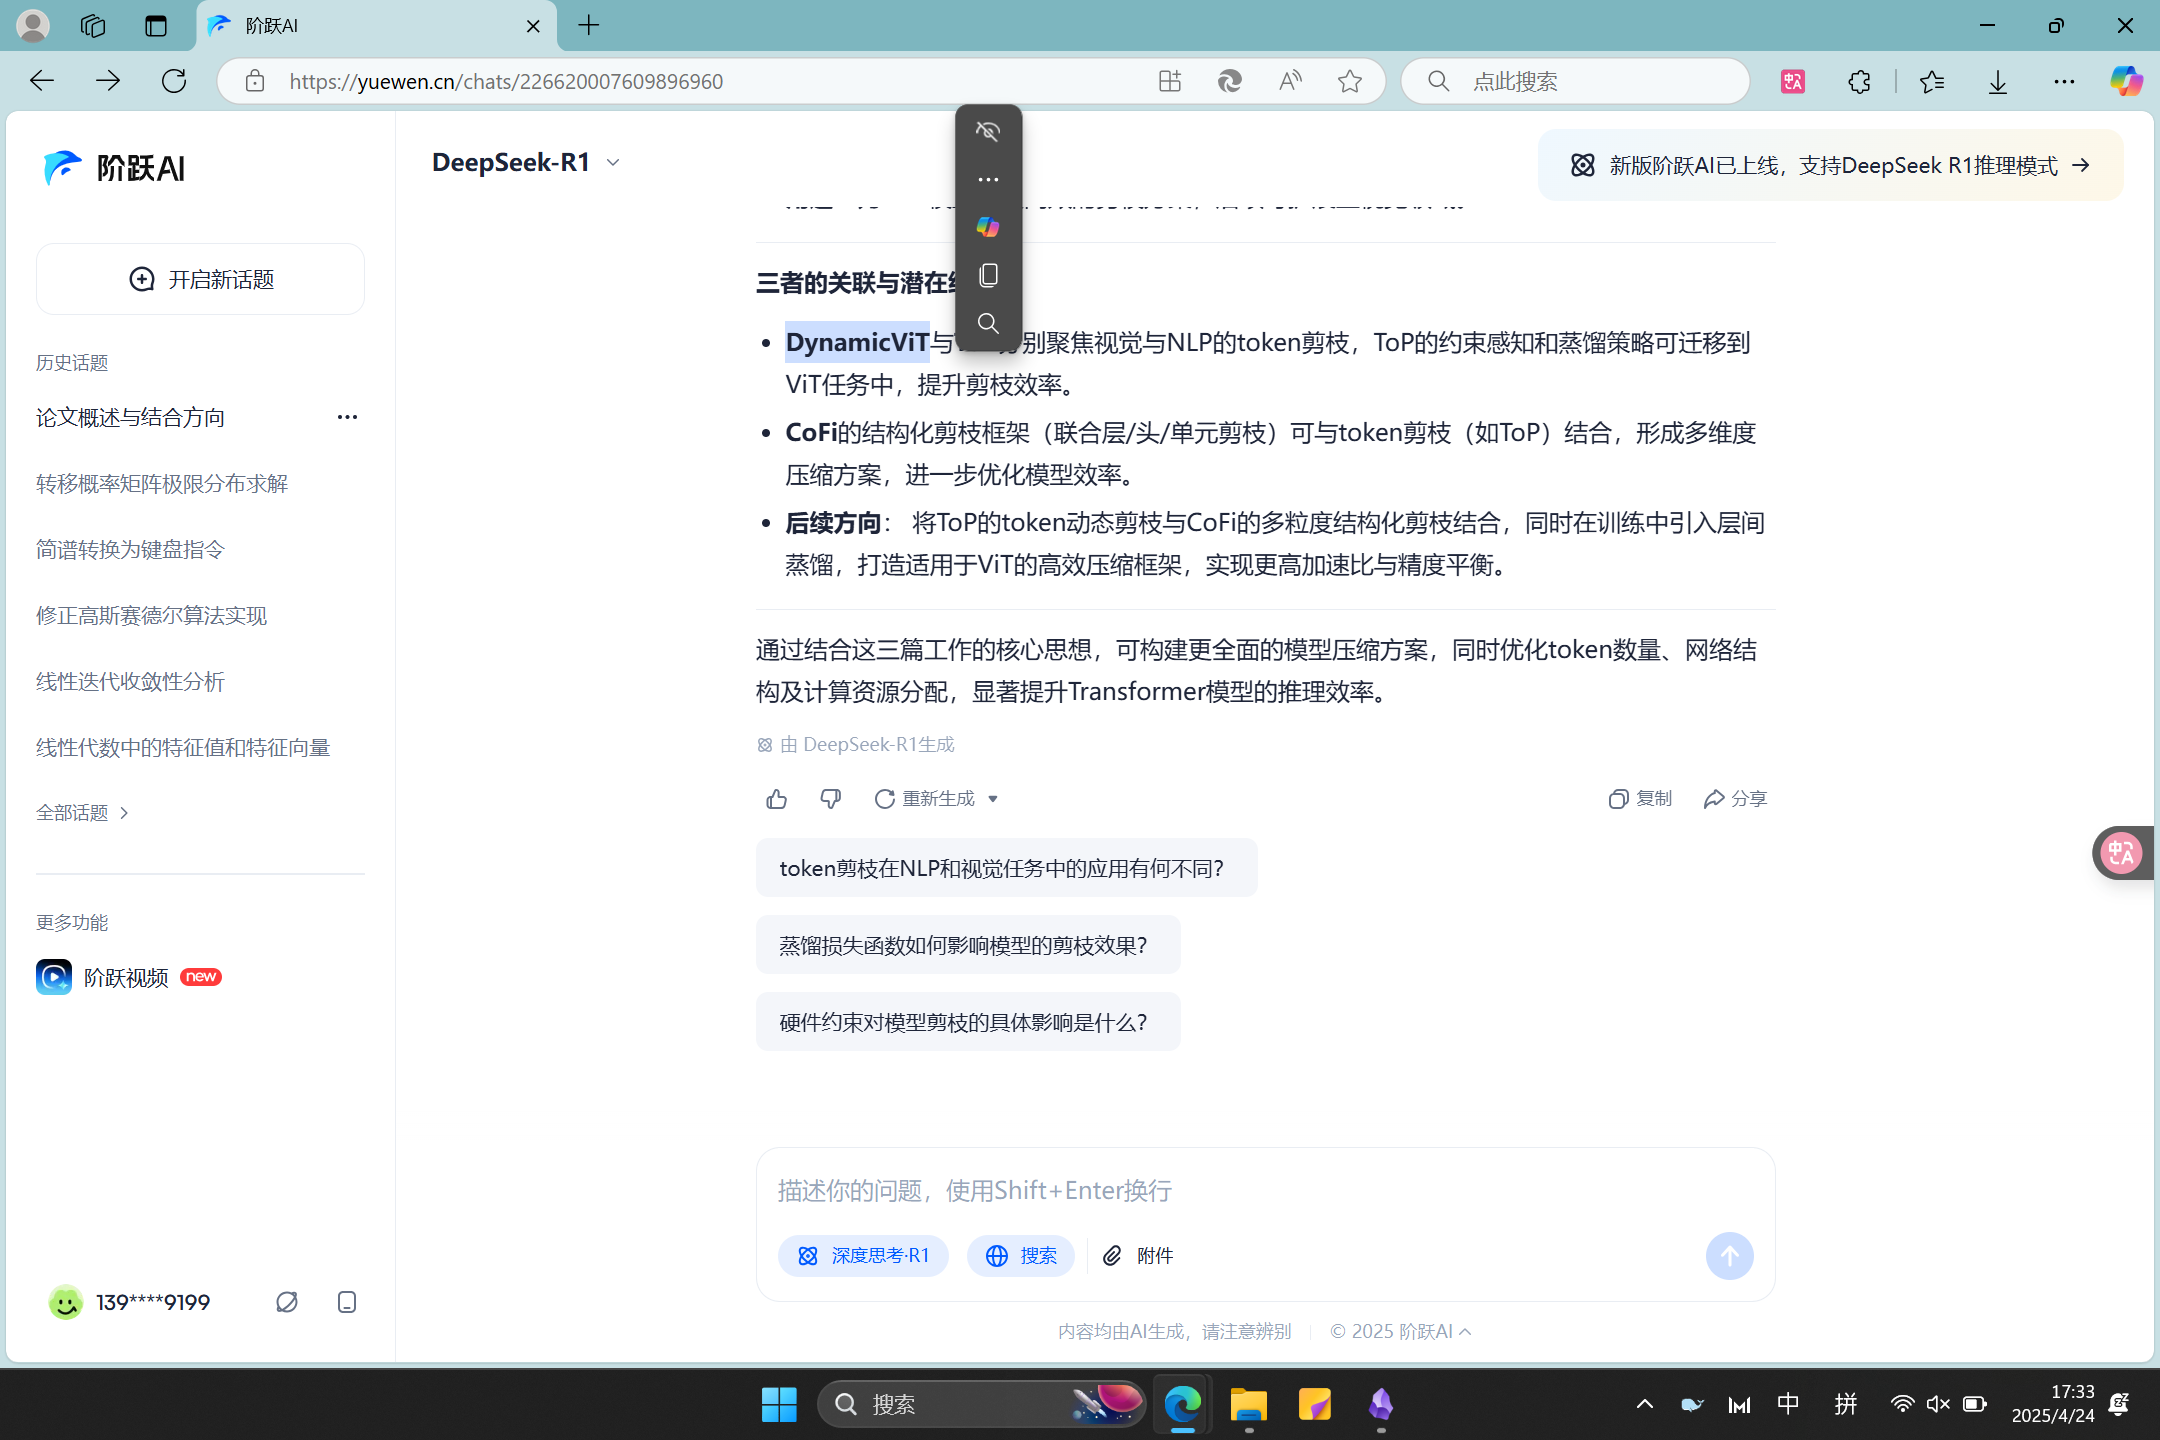 阶跃AI
https://yuewen.cn/chats/226620007609896960
点此搜索
阶跃AI
DeepSeek-R1
新版阶跃AI已上线，支持DeepSeek R1推理模式
开启新话题
历史话题
论文概述与结合方向
转移概率矩阵极限分布求解
简谱转换为键盘指令
修正高斯赛德尔算法实现
线性迭代收敛性分析
线性代数中的特征值和特征向量
全部话题
更多功能
阶跃视频 new
139****9199
三者的关联与潜在
DynamicViT与 别聚焦视觉与NLP的token剪枝，ToP的约束感知和蒸馏策略可迁移到
ViT任务中，提升剪枝效率。
CoFi的结构化剪枝框架（联合层/头/单元剪枝）可与token剪枝（如ToP）结合，形成多维度
压缩方案，进一步优化模型效率。
后续方向： 将ToP的token动态剪枝与CoFi的多粒度结构化剪枝结合，同时在训练中引入层间
蒸馏，打造适用于ViT的高效压缩框架，实现更高加速比与精度平衡。
通过结合这三篇工作的核心思想，可构建更全面的模型压缩方案，同时优化token数量、网络结
构及计算资源分配，显著提升Transformer模型的推理效率。
由 DeepSeek-R1生成
重新生成
复制
分享
token剪枝在NLP和视觉任务中的应用有何不同？
蒸馏损失函数如何影响模型的剪枝效果？
硬件约束对模型剪枝的具体影响是什么？
描述你的问题，使用Shift+Enter换行
深度思考·R1
搜索
附件
内容均由AI生成，请注意辨别
© 2025 阶跃AI
搜索
中
拼
17:33
2025/4/24